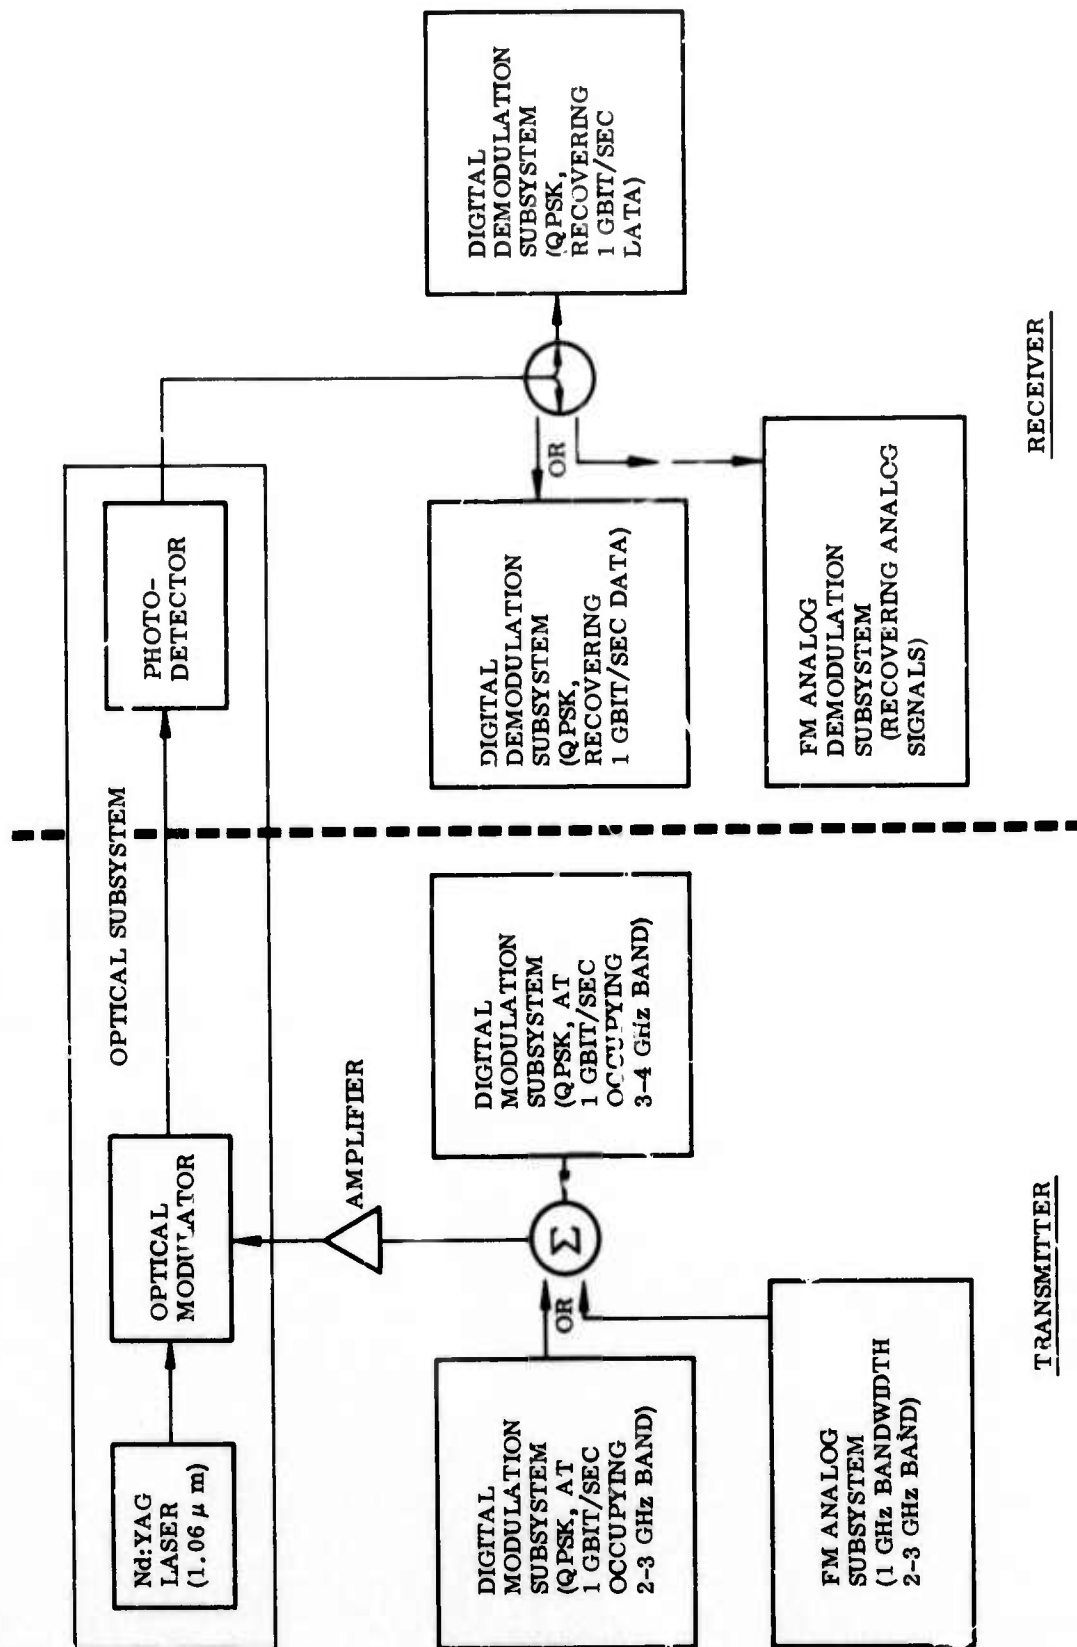 OPTICAL SUBSYSTEM
Nd:YAG
LASER
(1.06 μ m)
OPTICAL
MODULATOR
PHOTO-
DETECTOR
AMPLIFIER
DIGITAL
MODULATION
SUBSYSTEM
(QPSK, AT
1 GBIT/SEC
OCCUPYING
2-3 GHz BAND)
OR
Σ
DIGITAL
MODULATION
SUBSYSTEM
(QPSK, AT
1 GBIT/SEC
OCCUPYING
3-4 GHz BAND)
FM ANALOG
SUBSYSTEM
(1 GHz BANDWIDTH
2-3 GHz BAND)
TRANSMITTER
DIGITAL
DEMODULATION
SUBSYSTEM
(QPSK,
RECOVERING
1 GBIT/SEC DATA)
OR
DIGITAL
DEMODULATION
SUBSYSTEM
(QPSK,
RECOVERING
1 GBIT/SEC
LATA)
FM ANALOG
DEMODULATION
SUBSYSTEM
(RECOVERING ANALOG
SIGNALS)
RECEIVER